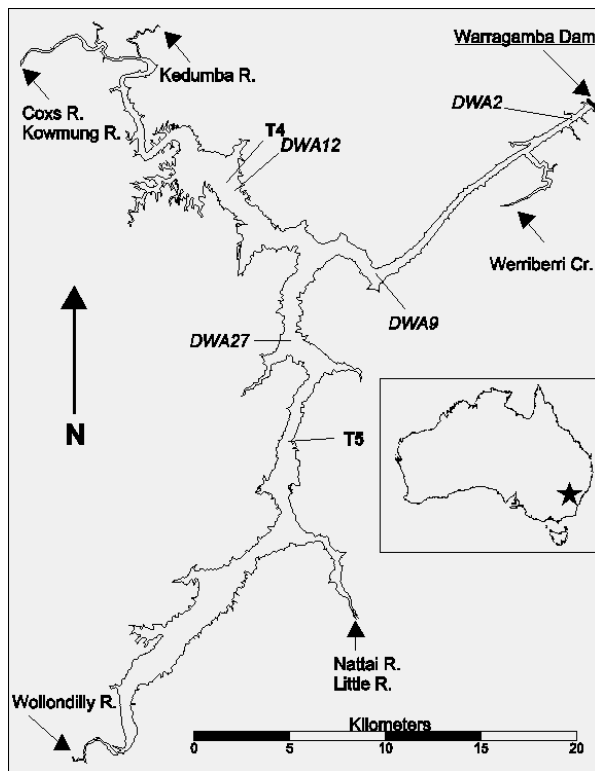 Warragamba Dam
Kedumba R.
DWA2
Coxs R.
Kowmung R.
T4
DWA12
Werriberri Cr.
DWA9
DWA27
N
T5
Nattai R.
Little R.
Wollondilly R.
Kilometers
0 5 10 15 20